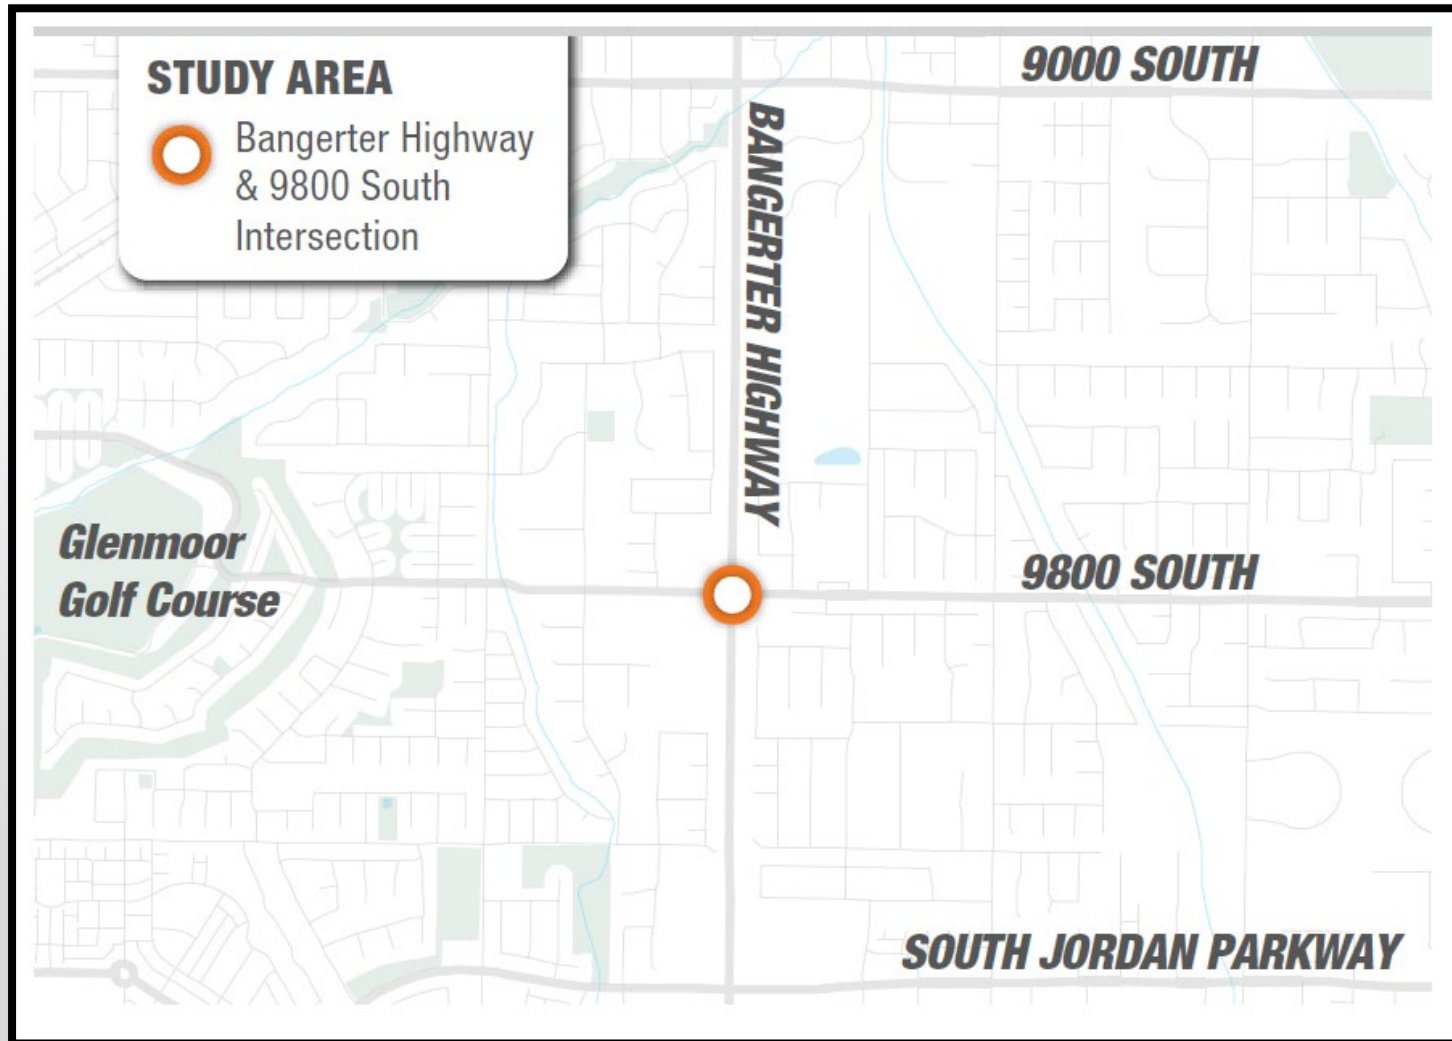 STUDY AREA
Bangerter Highway
& 9800 South
Intersection
9000 SOUTH
BANGERTER HIGHWAY
Glenmoor
Golf Course
9800 SOUTH
SOUTH JORDAN PARKWAY